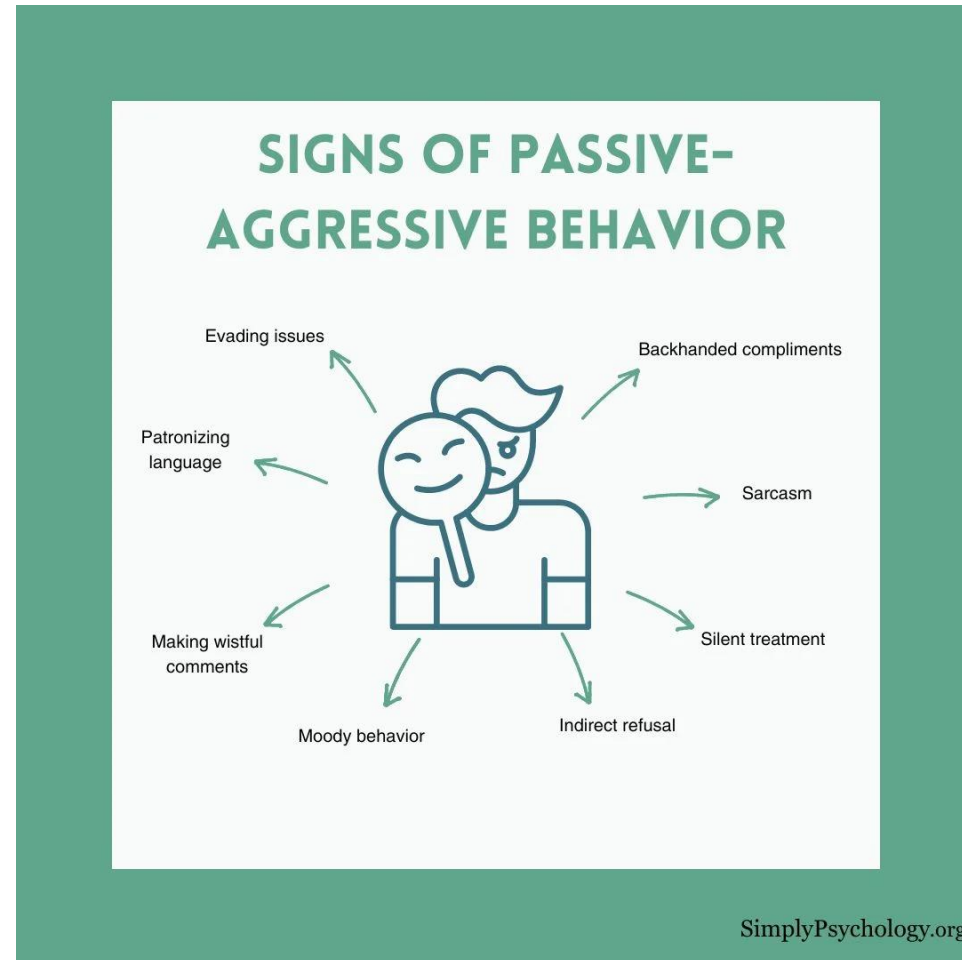 SIGNS OF PASSIVE-
AGGRESSIVE BEHAVIOR
Evading issues
Backhanded compliments
Patronizing
language
Sarcasm
Making wistful
comments
Silent treatment
Moody behavior
Indirect refusal
SimplyPsychology.org